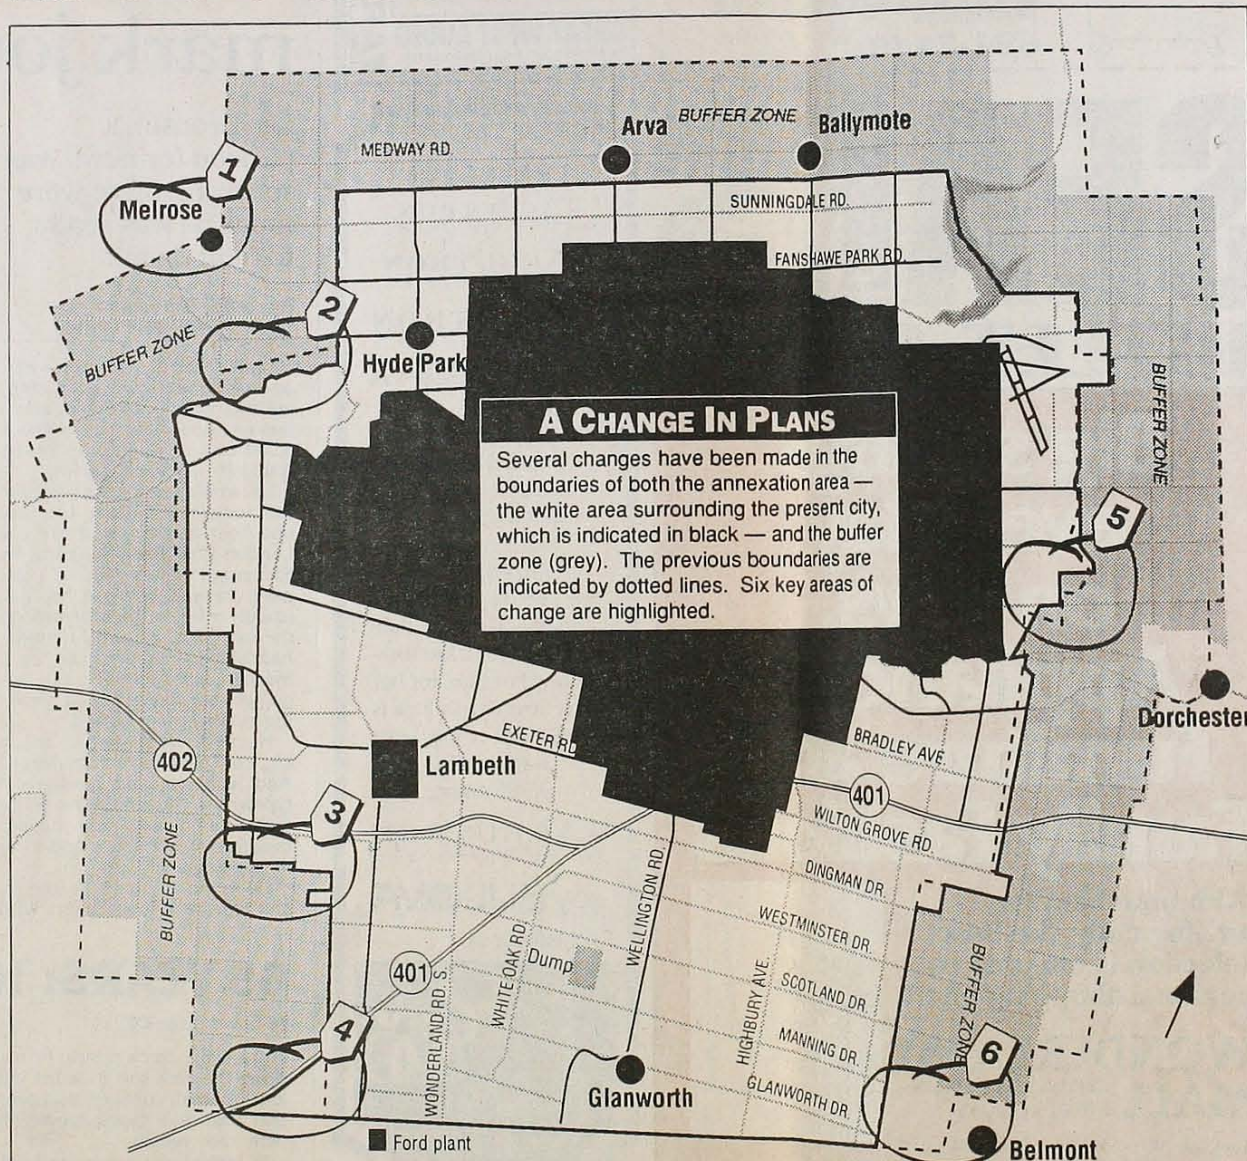 BUFFER ZONE
Arva
Ballymote
MEDWAY RD.
1
Melrose
SUNNINGDALE RD.
FANSHAWE PARK RD.
2
BUFFER ZONE
Hyde Park
BUFFER ZONE
A CHANGE IN PLANS
Several changes have been made in the
boundaries of both the annexation area —
the white area surrounding the present city,
which is indicated in black — and the buffer
zone (grey). The previous boundaries are
indicated by dotted lines. Six key areas of
change are highlighted.
5
Dorchester
EXETER RD.
BRADLEY AVE.
402
Lambeth
401
3
WILTON GROVE RD.
BUFFER ZONE
DINGMAN DR.
WELLINGTON RD.
WESTMINSTER DR.
WHITE OAK RD.
Dump
401
SCOTLAND DR.
BUFFER ZONE
HIGHBURY AVE.
WONDERLAND RD. S.
4
MANNING DR.
6
Glanworth
GLANWORTH DR.
Ford plant
Belmont